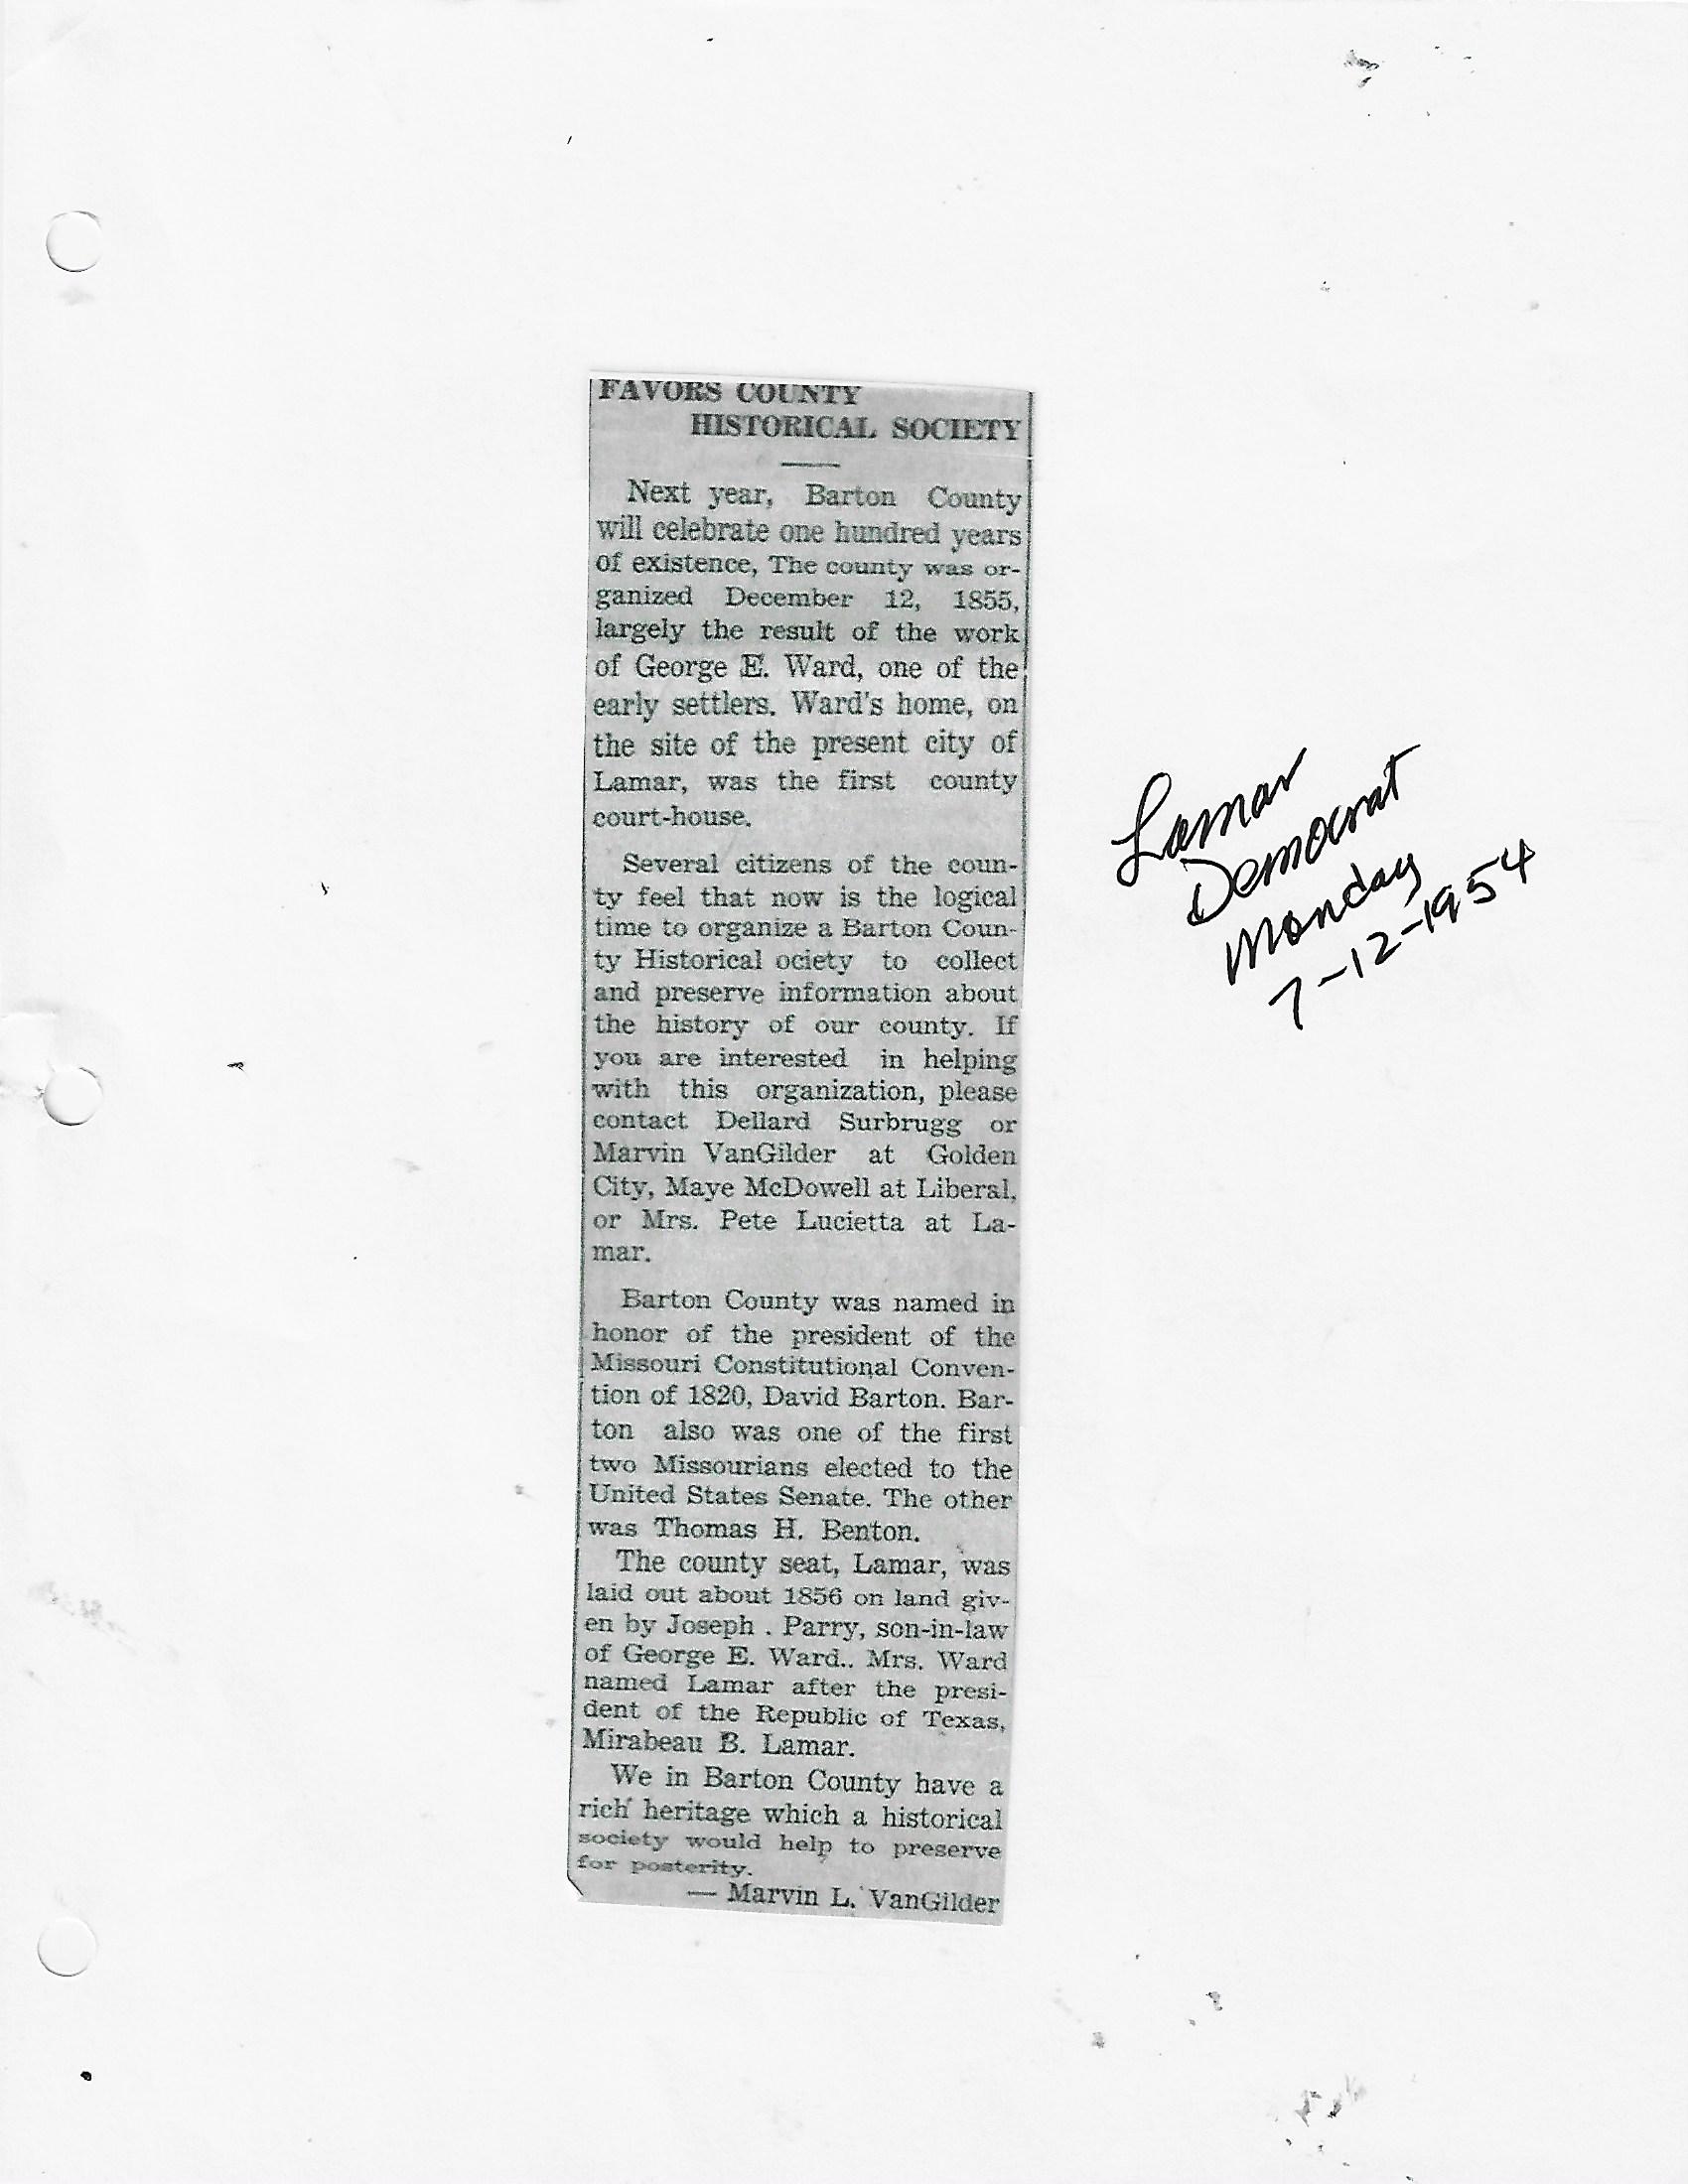 FAVORS COUNTY
HISTORICAL SOCIETY
Next year, Barton County
will celebrate one hundred years
of existence, The county was or-
ganized December 12, 1855,
largely the result of the work
of George E. Ward, one of the
early settlers. Ward's home, on
the site of the present city of
Lamar, was the first county
court-house.
Several citizens of the coun-
ty feel that now is the logical
time to organize a Barton Coun-
ty Historical ociety to collect
and preserve information about
the history of our county. If
you are interested in helping
with this organization, please
contact Dellard Surbrugg or
Marvin VanGilder at Golden
City, Maye McDowell at Liberal,
or Mrs. Pete Lucietta at La-
mar.
Barton County was named in
honor of the president of the
Missouri Constitutional Conven-
tion of 1820, David Barton. Bar-
ton also was one of the first
two Missourians elected to the
United States Senate. The other
was Thomas H. Benton.
The county seat, Lamar, was
laid out about 1856 on land giv-
en by Joseph . Parry, son-in-law
of George E. Ward.. Mrs. Ward
named Lamar after the presi-
dent of the Republic of Texas,
Mirabeau B. Lamar.
We in Barton County have a
rich heritage which a historical
society would help to preserve
for posterity.
— Marvin L. VanGilder
Lamar
Democrat
Monday
7-12-1954